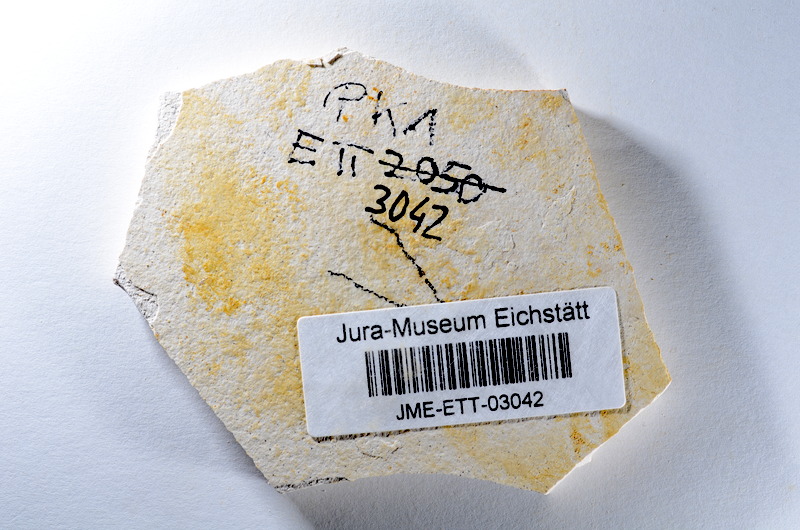 PKA
ETT 2050
3042
Jura-Museum Eichstätt
JME-ETT-03042